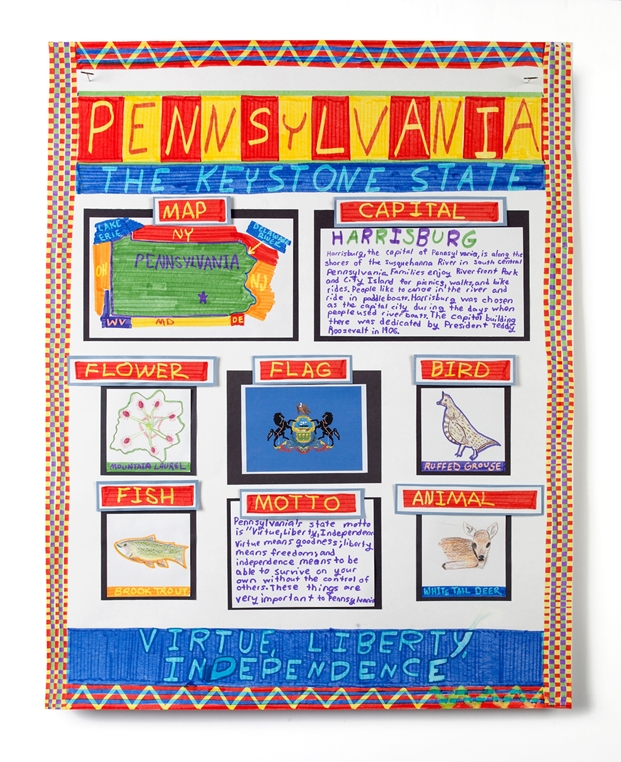 PENNSYLVANIA
THE KEYSTONE STATE
MAP
LAKE ERIE
NY
DELAWARE RIVER
PENNSYLVANIA
OH
NJ
WV
MD
DE
CAPITAL
HARRISBURG
Harrisburg, the capital of Pennsylvania, is along the
shores of the Susquehanna River in South Central
Pennsylvania. Families enjoy Riverfront Park
and City Island for picnics, walks, and bike
rides. People like to canoe in the river and
ride in paddle boats. Harrisburg was chosen
as the capital city during the days when
people used river boats. The capitol building
there was dedicated by President Teddy
Roosevelt in 1906.
FLOWER
MOUNTAIN LAUREL
FLAG
BIRD
RUFFED GROUSE
FISH
BROOK TROUT
MOTTO
Pennsylvania's state motto
is "Virtue, Liberty, Independenc
Virtue means goodness; liberty
means freedom; and
independence means to be
able to survive on your
own without the control of
others. These things are
very important to Pennsylvania
ANIMAL
WHITE TAIL DEER
VIRTUE, LIBERTY,
INDEPENDENCE